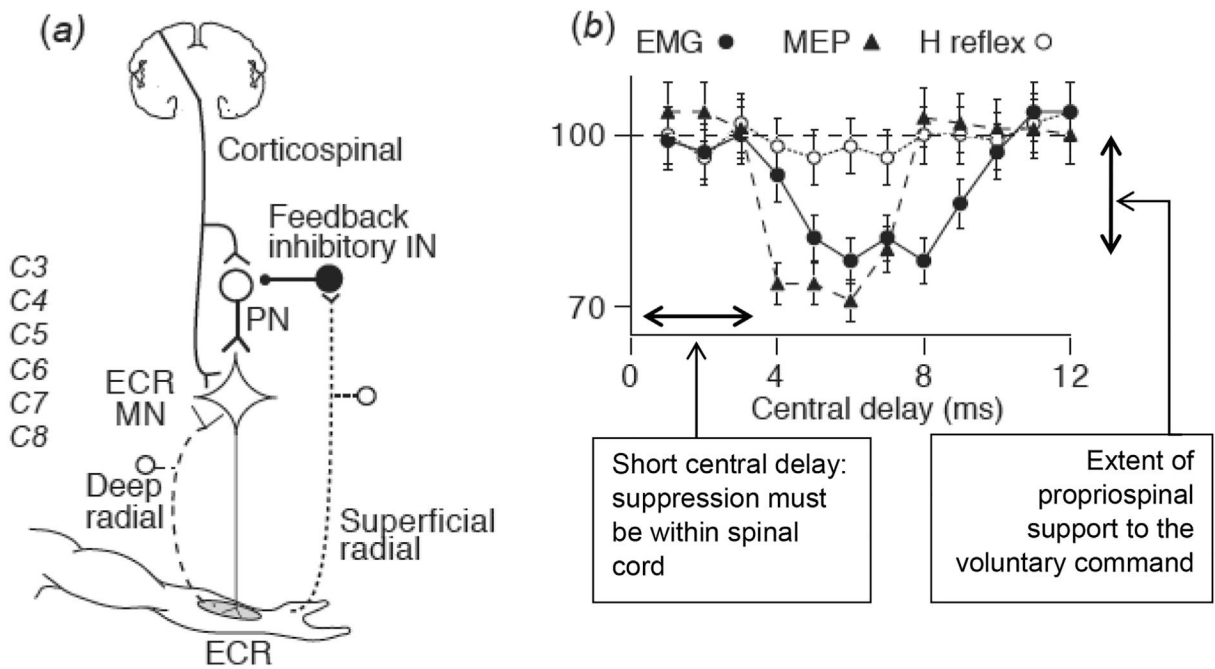 (a)
Corticospinal
Feedback
inhibitory IN
C3
C4
C5
C6
C7
C8
PN
ECR
MN
Deep
radial
Superficial
radial
ECR
(b)
EMG MEP H reflex
100
70
0 4 8 12
Central delay (ms)
Short central delay:
suppression must
be within spinal
cord
Extent of
propriospinal
support to the
voluntary command